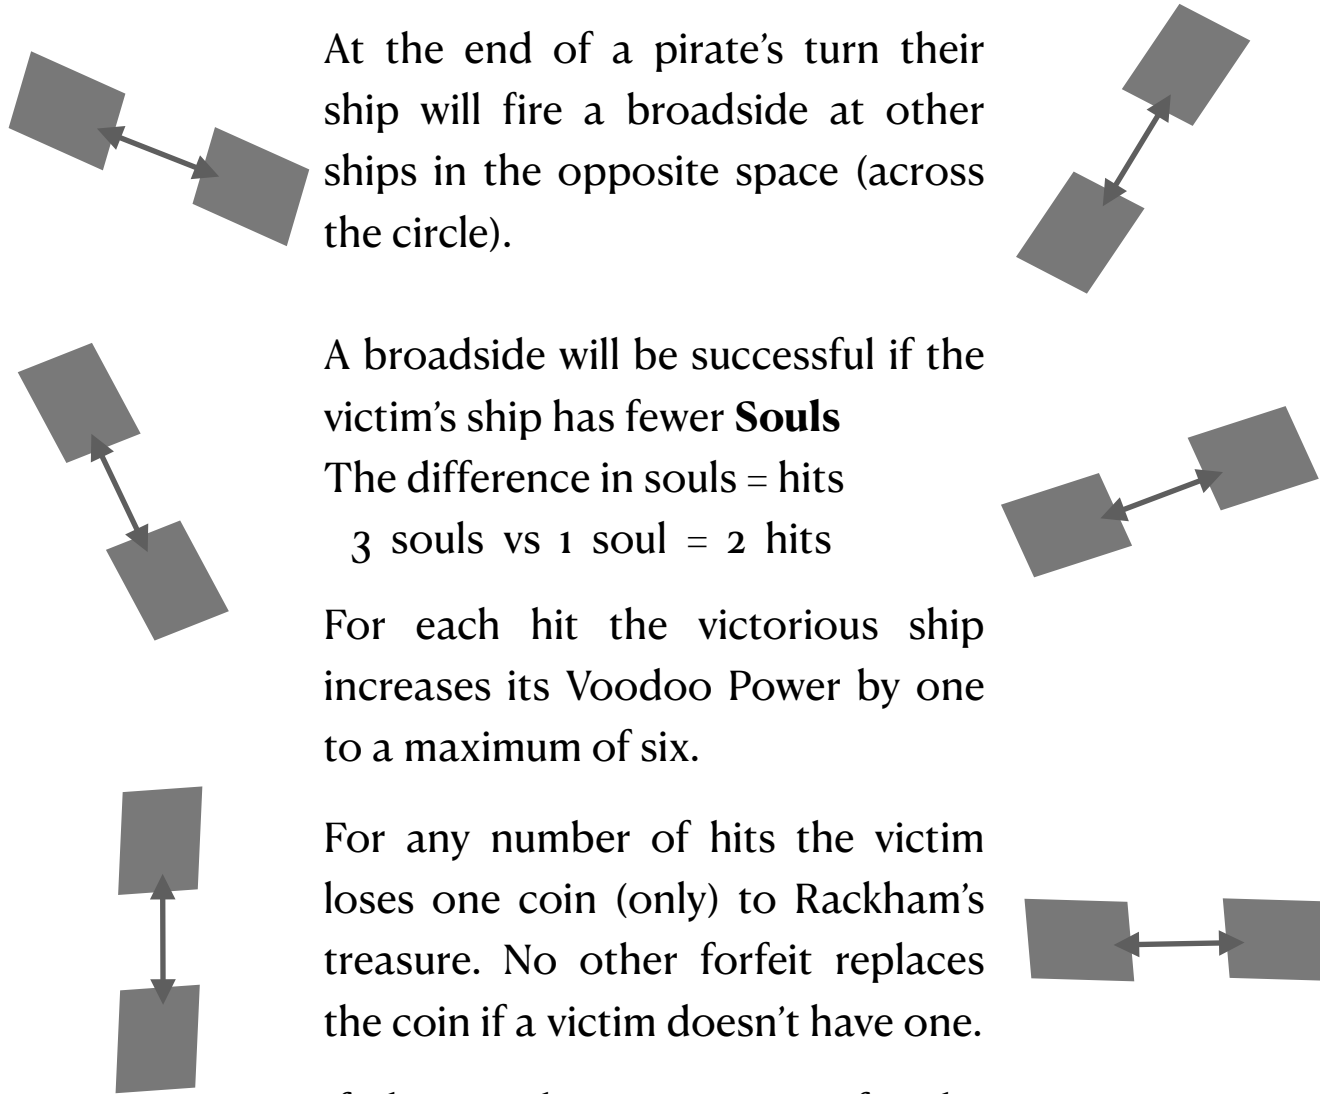 At the end of a pirate's turn their
ship will fire a broadside at other
ships in the opposite space (across
the circle).
A broadside will be successful if the
victim's ship has fewer Souls
The difference in souls = hits
3 souls vs 1 soul = 2 hits
For each hit the victorious ship
increases its Voodoo Power by one
to a maximum of six.
For any number of hits the victim
loses one coin (only) to Rackham's
treasure. No other forfeit replaces
the coin if a victim doesn't have one.